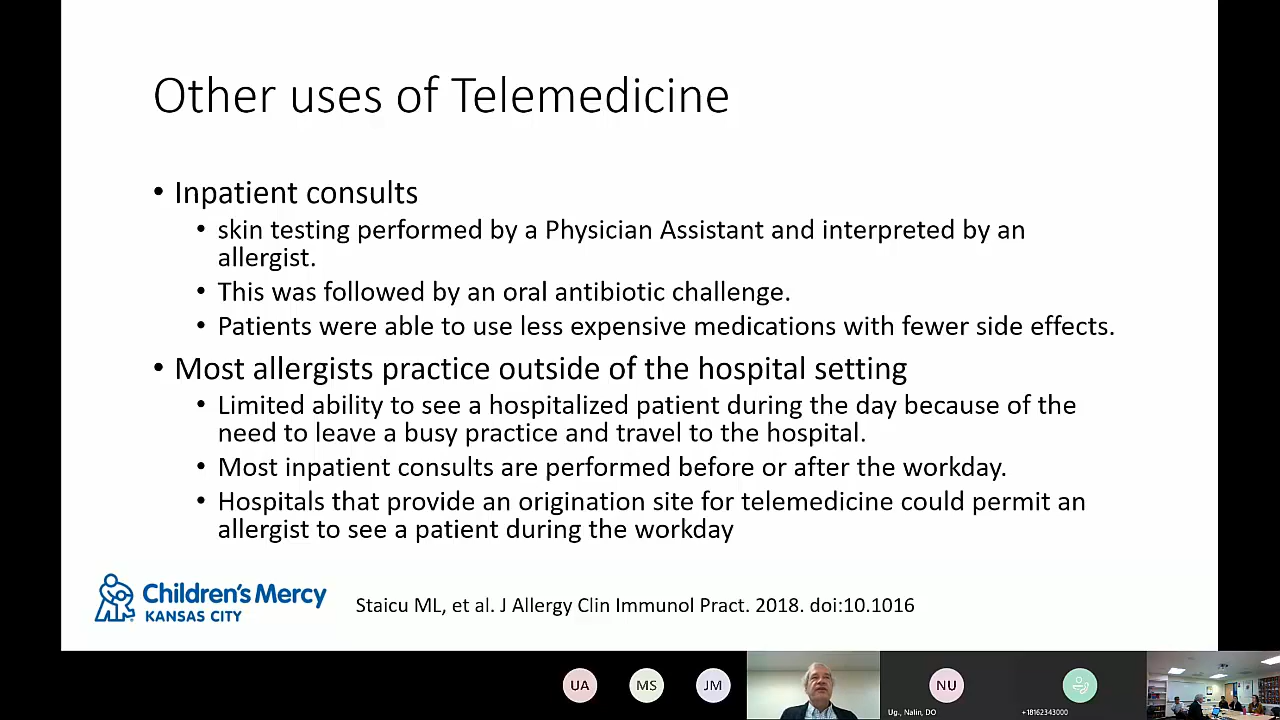 Other uses of Telemedicine
• Inpatient consults
• skin testing performed by a Physician Assistant and interpreted by an
allergist.
• This was followed by an oral antibiotic challenge.
• Patients were able to use less expensive medications with fewer side effects.
• Most allergists practice outside of the hospital setting
• Limited ability to see a hospitalized patient during the day because of the
need to leave a busy practice and travel to the hospital.
• Most inpatient consults are performed before or after the workday.
• Hospitals that provide an origination site for telemedicine could permit an
allergist to see a patient during the workday
Children's Mercy
KANSAS CITY
Staicu ML, et al. J Allergy Clin Immunol Pract. 2018. doi:10.1016
UA
MS
JM
NU
Ug., Nalin, DO
+18162343000